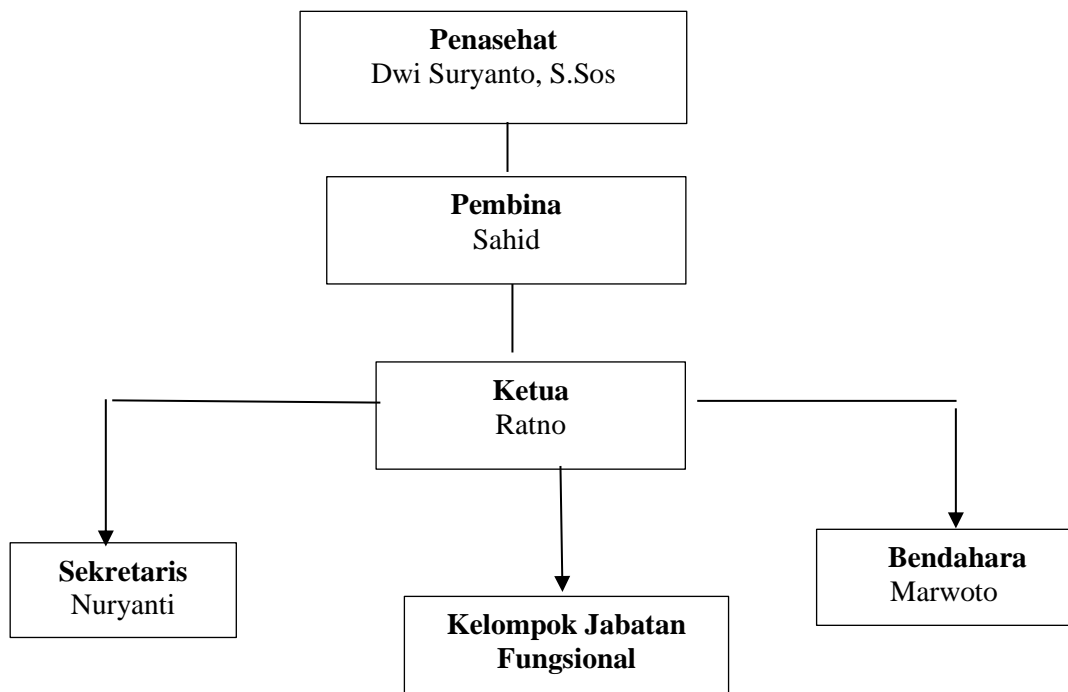 Penasehat
Dwi Suryanto, S.Sos
Pembina
Sahid
Ketua
Ratno
Sekretaris
Nuryanti
Kelompok Jabatan
Fungsional
Bendahara
Marwoto